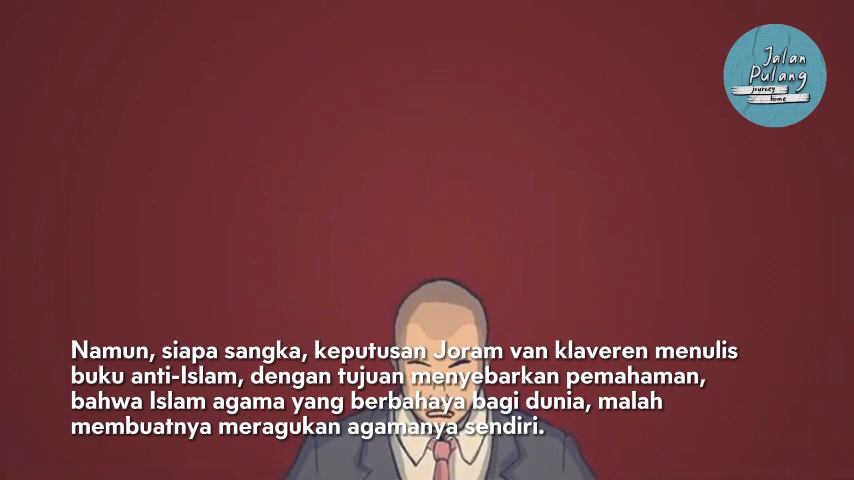 Jalan
Pulang
journey
home
Namun, siapa sangka, keputusan Joram van klaveren menulis
buku anti-Islam, dengan tujuan menyebarkan pemahaman,
bahwa Islam agama yang berbahaya bagi dunia, malah
membuatnya meragukan agamanya sendiri.